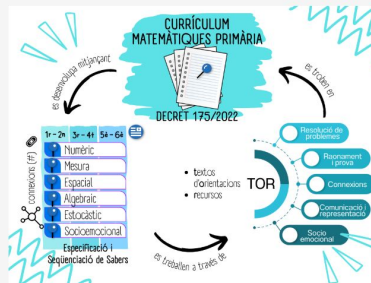 CURRÍCULUM
MATEMÀTIQUES PRIMÀRIA
DECRET 175/2022
es desenvolupa mitjançant
es troben en
1r-2n 3r-4t 5è-6è
connexions (#)
Numèric
Mesura
Espacial
Algebraic
Estocàstic
Socioemocional
Especificació i
Seqüenciació de Sabers
• textos
d'orientacions
• recursos
TOR
Resolució de
problemes
Raonament
i prova
Connexions
Comunicació i
representació
Socio
emocional
es treballen a través de